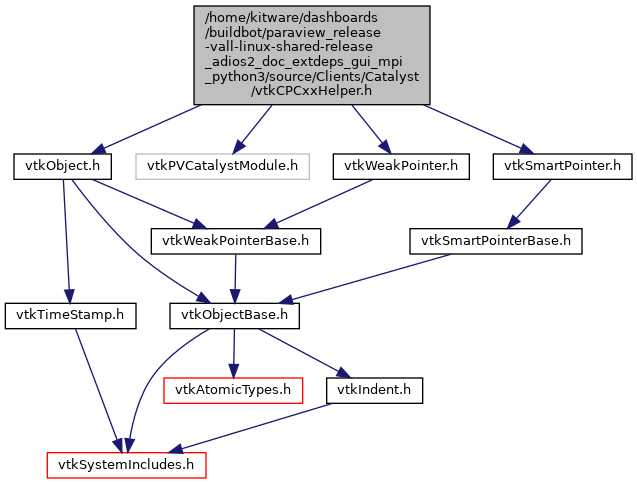 /home/kitware/dashboards
/buildbot/paraview_release
-vall-linux-shared-release
_adios2_doc_extdeps_gui_mpi
_python3/source/Clients/Catalyst
/vtkCPCxxHelper.h
vtkObject.h
vtkPVCatalystModule.h
vtkWeakPointer.h
vtkSmartPointer.h
vtkWeakPointerBase.h
vtkSmartPointerBase.h
vtkTimeStamp.h
vtkObjectBase.h
vtkAtomicTypes.h
vtkIndent.h
vtkSystemIncludes.h